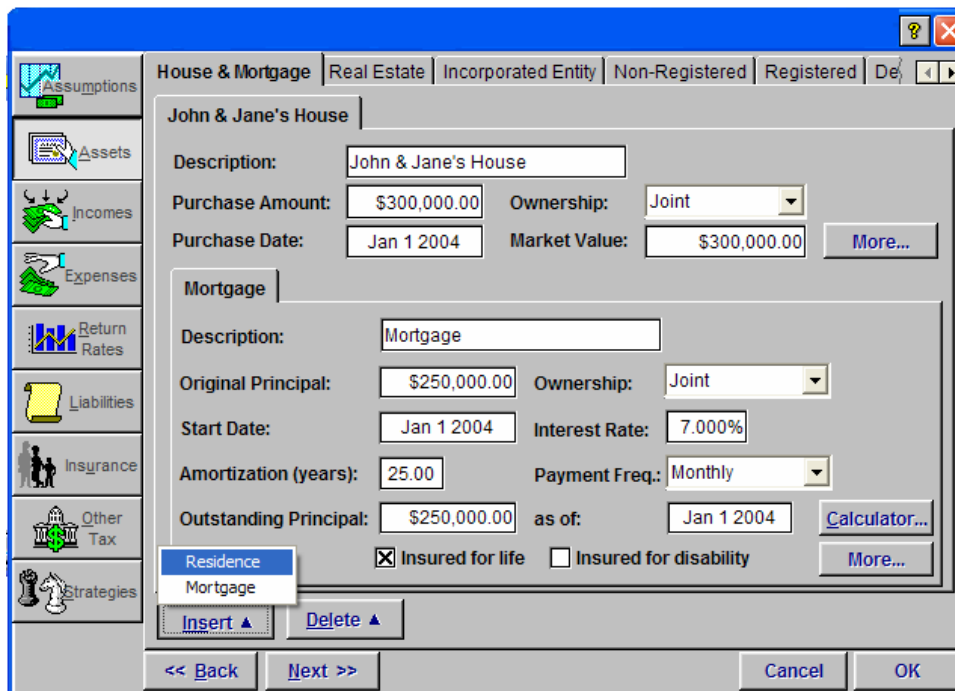 ?
Assumptions
Assets
Incomes
Expenses
Return
Rates
Liabilities
Insurance
Other
Tax
Strategies
House & Mortgage Real Estate Incorporated Entity Non-Registered Registered De
John & Jane's House
Description: John & Jane's House
Purchase Amount: $300,000.00 Ownership: Joint
Purchase Date: Jan 1 2004 Market Value: $300,000.00 More...
Mortgage
Description: Mortgage
Original Principal: $250,000.00 Ownership: Joint
Start Date: Jan 1 2004 Interest Rate: 7.000%
Amortization (years): 25.00 Payment Freq.: Monthly
Outstanding Principal: $250,000.00 as of: Jan 1 2004 Calculator...
Insured for life Insured for disability More...
Residence
Mortgage
Insert ▲ Delete ▲
<< Back Next >> Cancel OK